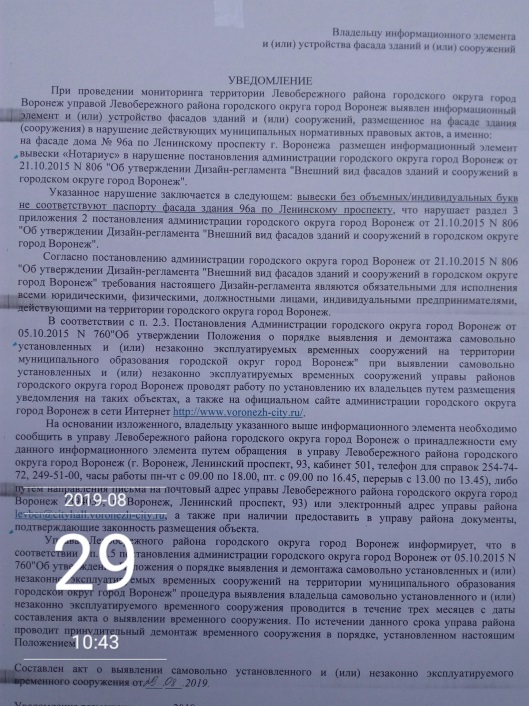 Владельцу информационного элемента
и (или) устройства фасада зданий и (или) сооружений
УВЕДОМЛЕНИЕ
При проведении мониторинга территории Левобережного района городского округа город
Воронеж управой Левобережного района городского округа город Воронеж выявлен информационный
элемент и (или) устройство фасадов зданий и (или) сооружений, размещенное на фасаде здания
(сооружения) в нарушение действующих муниципальных нормативных правовых актов, а именно:
на фасаде дома № 96а по Ленинскому проспекту г. Воронежа размещен информационный элемент
вывески «Нотариус» в нарушение постановления администрации городского округа город Воронеж от
21.10.2015 N 806 "Об утверждении Дизайн-регламента "Внешний вид фасадов зданий и сооружений в
городском округе город Воронеж".
Указанное нарушение заключается в следующем: вывески без объемных/индивидуальных букв
не соответствуют паспорту фасада здания 96а по Ленинскому проспекту, что нарушает раздел 3
приложения 2 постановления администрации городского округа город Воронеж от 21.10.2015 N 806
"Об утверждении Дизайн-регламента "Внешний вид фасадов зданий и сооружений в городском округе
город Воронеж".
Согласно постановлению администрации городского округа город Воронеж от 21.10.2015 N 806
"Об утверждении Дизайн-регламента "Внешний вид фасадов зданий и сооружений в городском округе
город Воронеж" требования настоящего Дизайн-регламента являются обязательными для исполнения
всеми юридическими, физическими, должностными лицами, индивидуальными предпринимателями,
действующими на территории городского округа город Воронеж.
В соответствии с п. 2.3. Постановления Администрации городского округа город Воронеж от
05.10.2015 N 760"Об утверждении Положения о порядке выявления и демонтажа самовольно
установленных и (или) незаконно эксплуатируемых временных сооружений на территории
муниципального образования городской округ город Воронеж" при выявлении самовольно
установленных и (или) незаконно эксплуатируемых временных сооружений управы районов
городского округа город Воронеж проводят работу по установлению их владельцев путем размещения
уведомления на таких объектах, а также на официальном сайте администрации городского округа
город Воронеж в сети Интернет http://www.voronezh-city.ru/.
На основании изложенного, владельцу указанного выше информационного элемента необходимо
сообщить в управу Левобережного района городского округа город Воронеж о принадлежности ему
данного информационного элемента путем обращения в управу Левобережного района городского
округа город Воронеж (г. Воронеж, Ленинский проспект, 93, кабинет 501, телефон для справок 254-74-
72, 249-51-00, часы работы пн-чт с 09.00 по 18.00, пт. с 09.00 по 16.45, перерыв с 13.00 по 13.45), либо
путем направления письма на почтовый адрес управы Левобережного района городского округа город
Воронеж Воронеж, Ленинский проспект, 93) или электронный адрес управы района
@cityhall.voronezh-city.ru, а также при наличии предоставить в управу района документы,
подтверждающие законность размещения объекта.
Управа Левобережного района городского округа город Воронеж информирует, что в
соответствии 5 постановления администрации городского округа город Воронеж от 05.10.2015 N
760"Об утверждении Положения о порядке выявления и демонтажа самовольно установленных и (или)
незаконно эксплуатируемых временных сооружений на территории муниципального образования
городской округ город Воронеж" процедура выявления владельца самовольно установленного и (или)
незаконно эксплуатируемого временного сооружения проводится в течение трех месяцев с даты
составления акта о выявлении временного сооружения. По истечении данного срока управа района
проводит принудительный демонтаж временного сооружения в порядке, установленном настоящим
Положением.
Составлен акт о выявлении самовольно установленного и (или) незаконно эксплуатируемого
временного сооружения от 08 2019.
2019-08
29
10:43